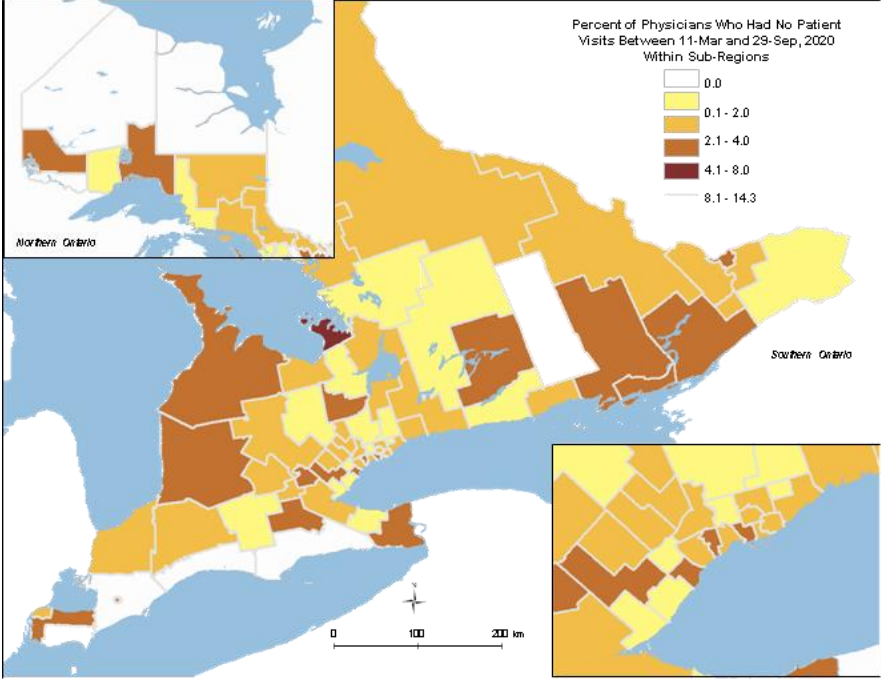 Percent of Physicians Who Had No Patient
Visits Between 11-Mar and 29-Sep, 2020
Within Sub-Regions
0.0
0.1 - 2.0
2.1 - 4.0
4.1 - 8.0
8.1 - 14.3
Northern Ontario
Southern Ontario
N
0 100 200 km